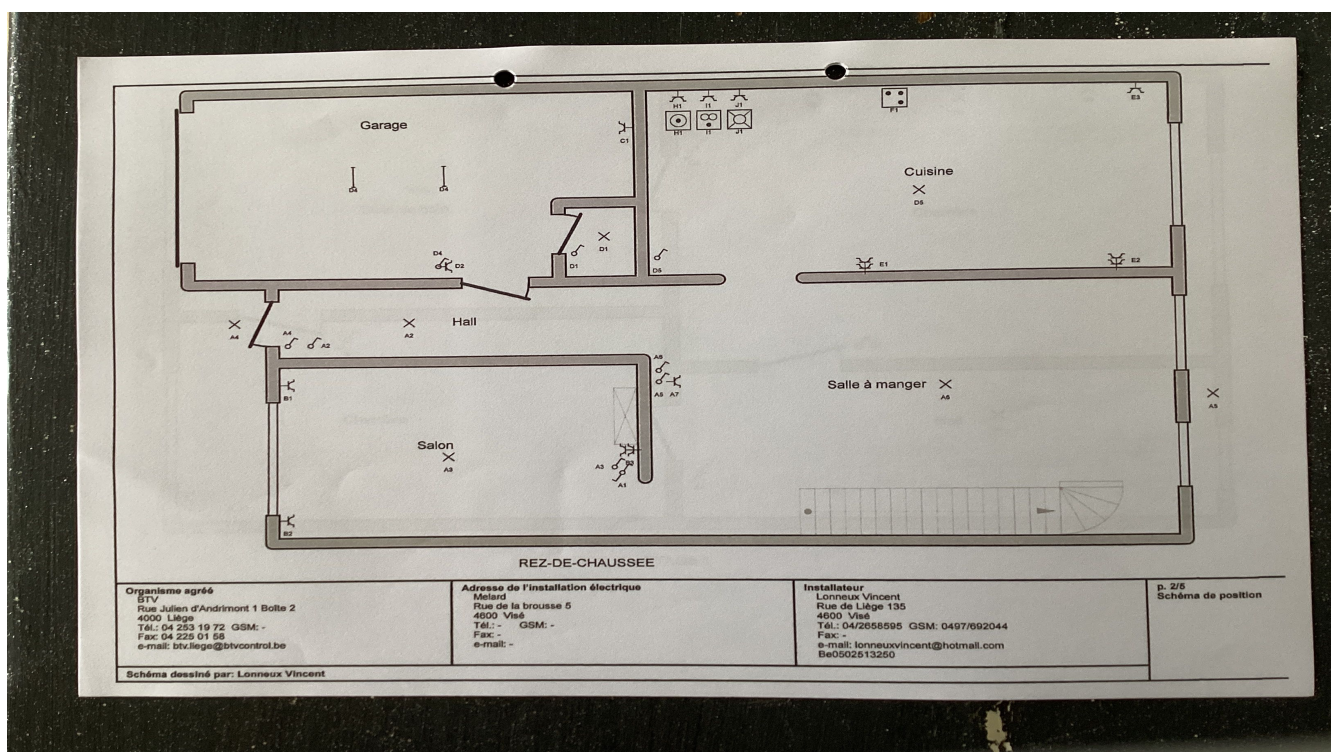 H1 I1 J1
E3
H1 I1 J1
F1
Garage
C1
Cuisine
D4 D4
D5
D1
D4
D2
D1
D5
E1
E2
Hall
A4
A2
A4
A2
A5 A7
Salle à manger
A6
A5
B1
Salon
A3
A3
A1
B2
REZ-DE-CHAUSSEE
Organisme agréé
BTV
Rue Julien d'Andrimont 1 Boîte 2
4000 Liège
Tél.: 04 253 19 72 GSM: -
Fax: 04 225 01 58
e-mail: btv.liege@btvcontrol.be
Adresse de l'installation électrique
Melard
Rue de la brousse 5
4600 Visé
Tél.: - GSM: -
Fax: -
e-mail: -
Installateur
Lonneux Vincent
Rue de Liège 135
4600 Visé
Tél.: 04/2658595 GSM: 0497/692044
Fax: -
e-mail: lonneuxvincent@hotmail.com
Be0502513250
p. 2/5
Schéma de position
Schéma dessiné par: Lonneux Vincent